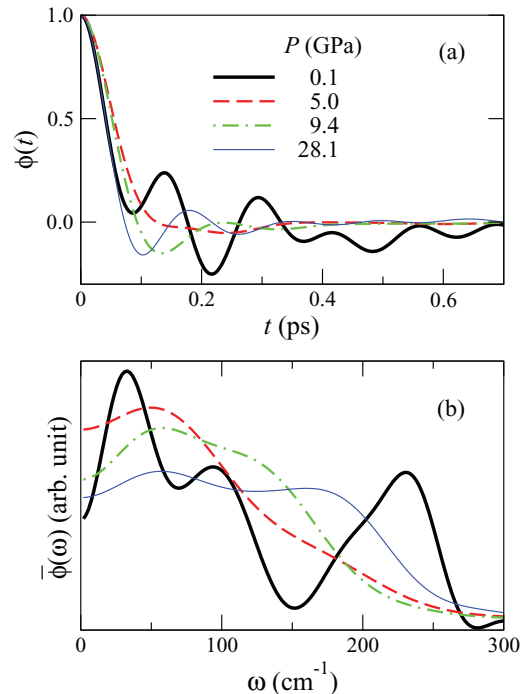 1.0
P (GPa)
(a)
0.1
5.0
0.5
9.4
28.1
ϕ(t)
0.0
0
0.2
0.4
0.6
t (ps)
(b)
ϕ̅(ω) (arb. unit)
0
100
200
300
ω (cm⁻¹)